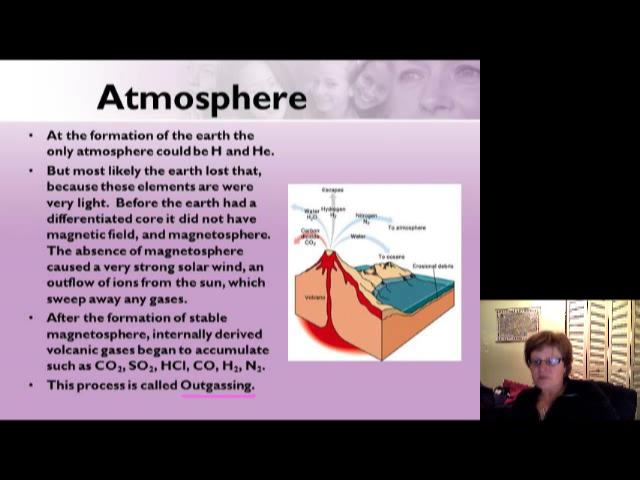 Atmosphere
• At the formation of the earth the
only atmosphere could be H and He.
• But most likely the earth lost that,
because these elements are were
very light. Before the earth had a
differentiated core it did not have
magnetic field, and magnetosphere.
The absence of magnetosphere
caused a very strong solar wind, an
outflow of ions from the sun, which
sweep away any gases.
• After the formation of stable
magnetosphere, internally derived
volcanic gases began to accumulate
such as CO2, SO2, HCl, CO, H2, N2.
• This process is called Outgassing.
Escapes
Hydrogen
H2
Water
H2O
Nitrogen
N2
To atmosphere
Carbon
dioxide
CO2
Water
To oceans
Erosional debris
Volcano